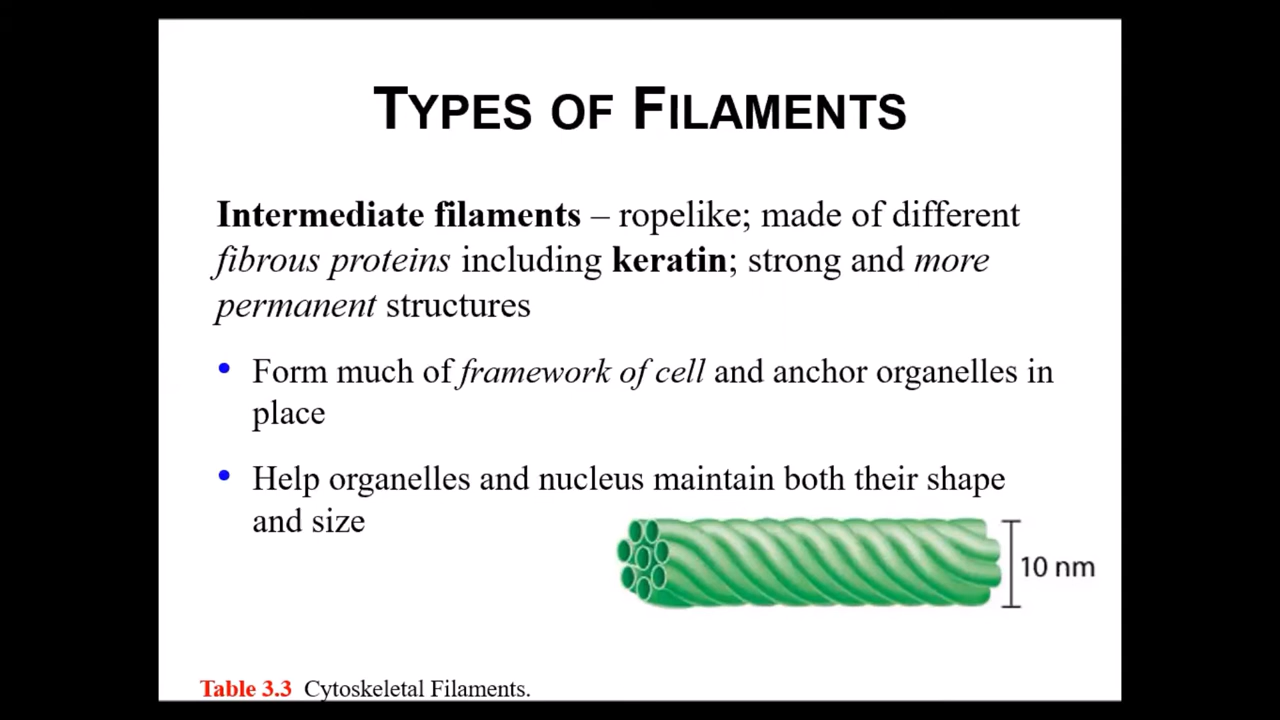 TYPES OF FILAMENTS
Intermediate filaments – ropelike; made of different
fibrous proteins including keratin; strong and more
permanent structures
• Form much of framework of cell and anchor organelles in
place
• Help organelles and nucleus maintain both their shape
and size
10 nm
Table 3.3 Cytoskeletal Filaments.